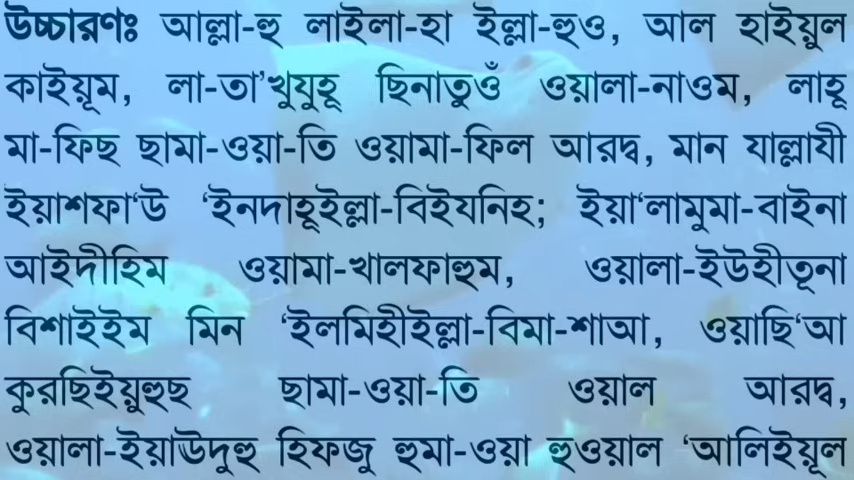 উচ্চারণঃ আল্লা-হু লাইলা-হা ইল্লা-হুও, আল হাইয়ুল
কাইয়ূম, লা-তা’খুযুহূ ছিনাতুওঁ ওয়ালা-নাওম, লাহূ
মা-ফিছ ছামা-ওয়া-তি ওয়ামা-ফিল আরদ্ব, মান যাল্লাযী
ইয়াশফা‘উ ‘ইনদাহূইল্লা-বিইযনিহ; ইয়া‘লামুমা-বাইনা
আইদীহিম ওয়ামা-খালফাহুম, ওয়ালা-ইউহীতূনা
বিশাইইম মিন ‘ইলমিহীইল্লা-বিমা-শাআ, ওয়াছি‘আ
কুরছিইয়ুহুছ ছামা-ওয়া-তি ওয়াল আরদ্ব,
ওয়ালা-ইয়াঊদুহু হিফজু হুমা-ওয়া হুওয়াল ‘আলিইয়ূল